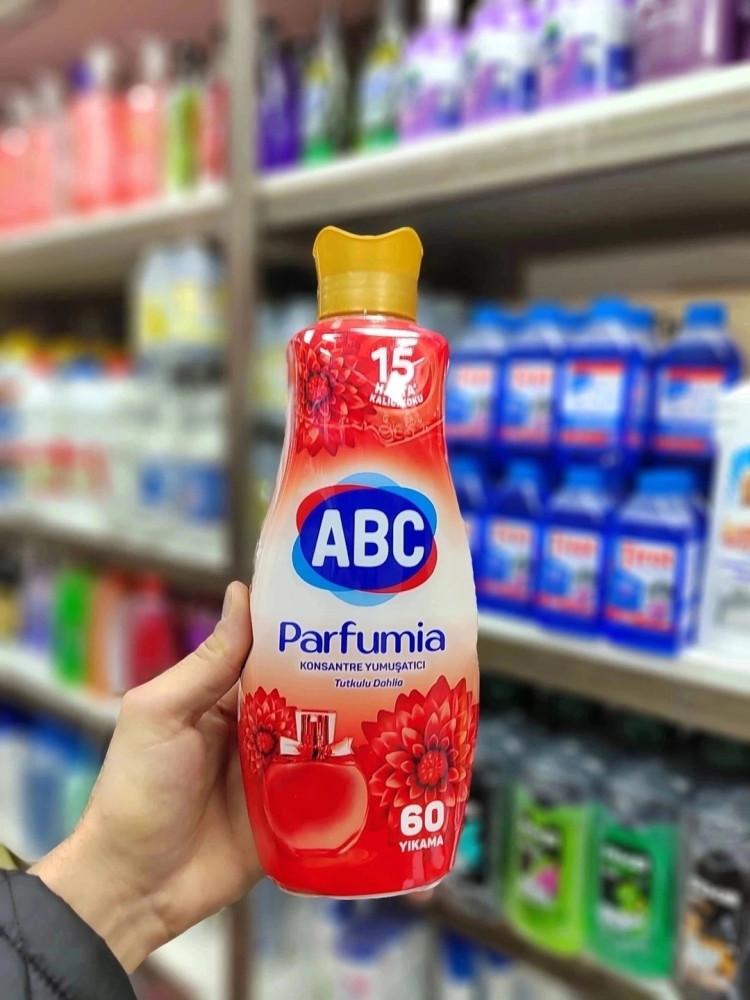 15
HAFTA*
KALICI KOKU
ABC
Parfumia
KONSANTRE YUMUŞATICI
Tutkulu Dahlia
60
YIKAMA